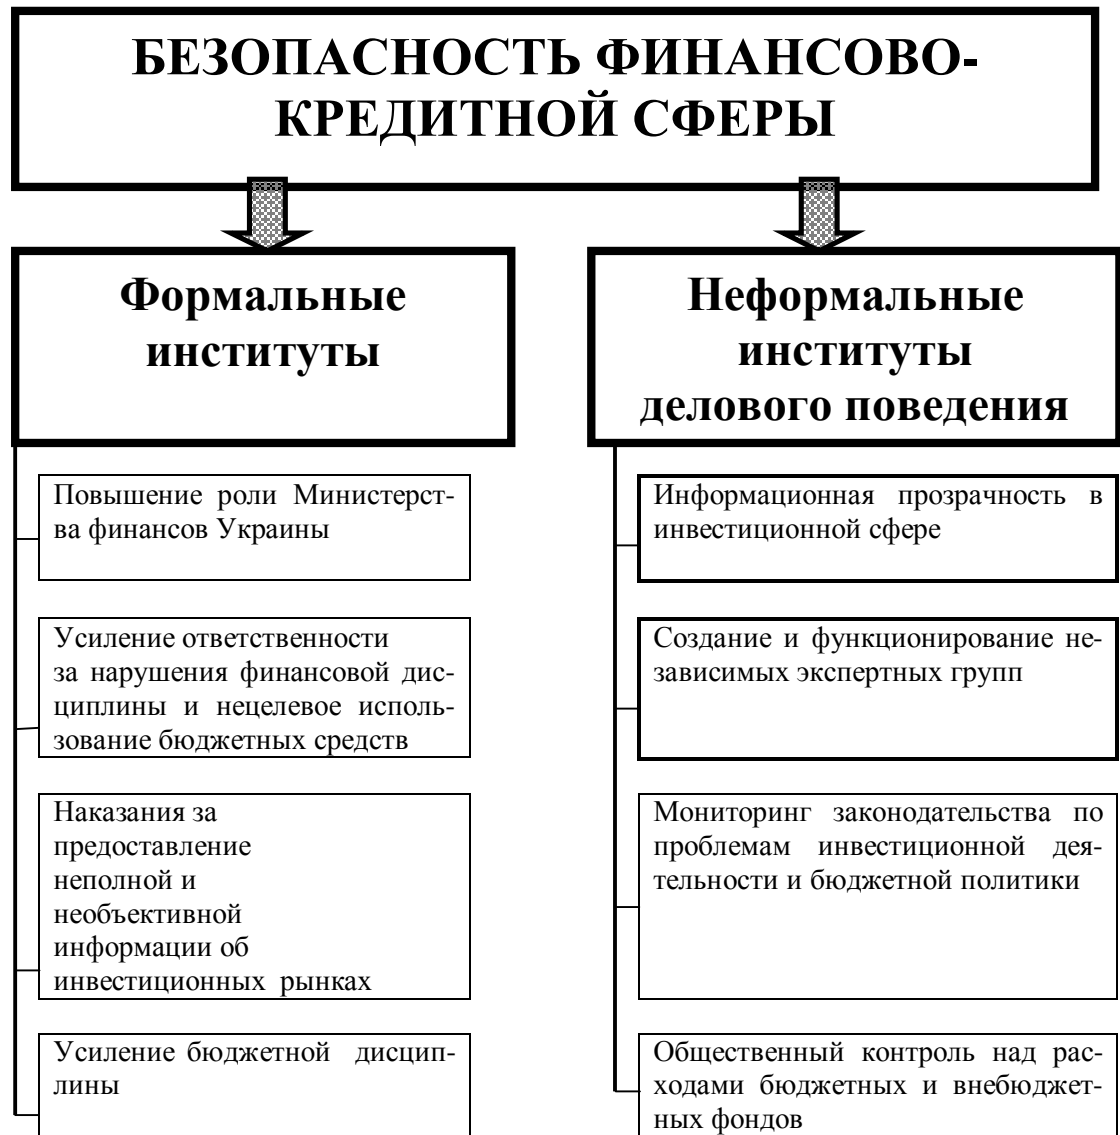 БЕЗОПАСНОСТЬ ФИНАНСОВО-
КРЕДИТНОЙ СФЕРЫ
Формальные
институты
Повышение роли Министерст-
ва финансов Украины
Усиление ответственности
за нарушения финансовой дис-
циплины и нецелевое исполь-
зование бюджетных средств
Наказания за
предоставление
неполной и
необъективной
информации об
инвестиционных рынках
Усиление бюджетной дисцип-
лины
Неформальные
институты
делового поведения
Информационная прозрачность в
инвестиционной сфере
Создание и функционирование не-
зависимых экспертных групп
Мониторинг законодательства по
проблемам инвестиционной дея-
тельности и бюджетной политики
Общественный контроль над рас-
ходами бюджетных и внебюджет-
ных фондов